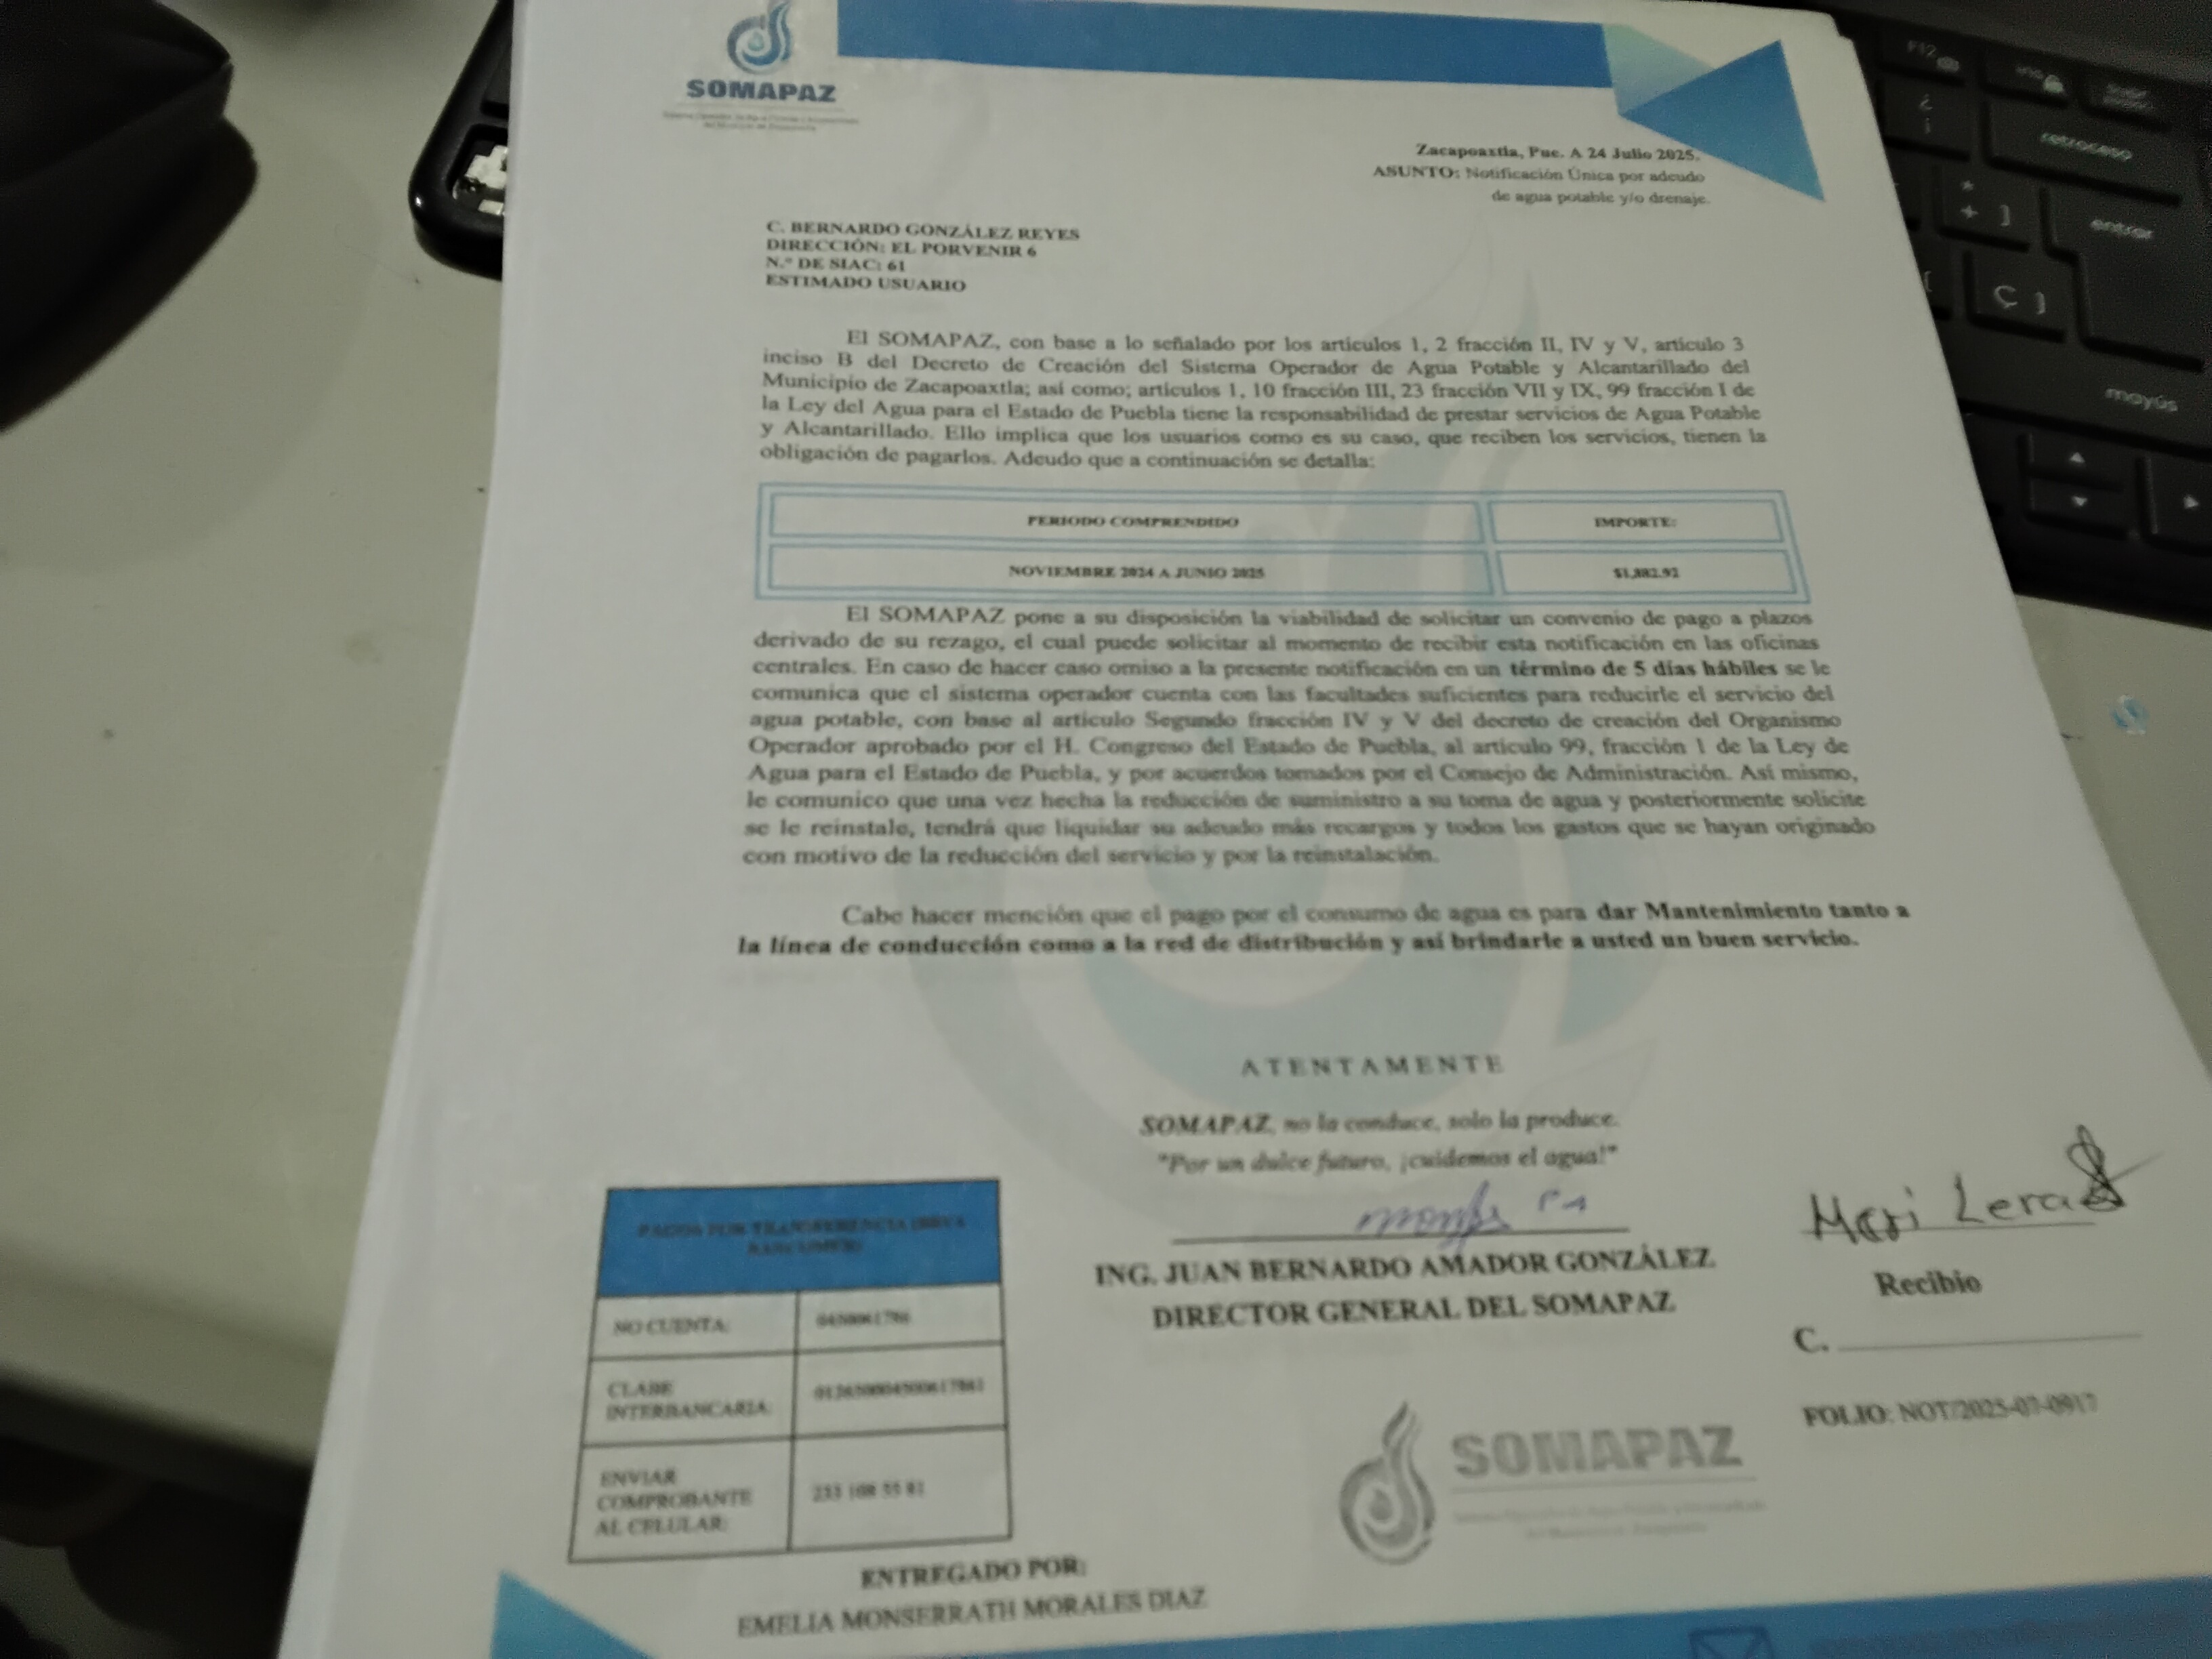 SOMAPAZ
Zacapoaxtla, Pue. A 24 Julio 2025.
ASUNTO: Notificación Única por adeudo
de agua potable y/o drenaje.
C. BERNARDO GONZÁLEZ REYES
DIRECCIÓN: EL PORVENIR 6
N.º DE SIAC: 61
ESTIMADO USUARIO
El SOMAPAZ, con base a lo señalado por los artículos 1, 2 fracción II, IV y V, artículo 3
inciso B del Decreto de Creación del Sistema Operador de Agua Potable y Alcantarillado del
Municipio de Zacapoaxtla; así como; artículos 1, 10 fracción III, 23 fracción VII y IX, 99 fracción I de
la Ley del Agua para el Estado de Puebla tiene la responsabilidad de prestar servicios de Agua Potable
y Alcantarillado. Ello implica que los usuarios como es su caso, que reciben los servicios, tienen la
obligación de pagarlos. Adeudo que a continuación se detalla:
PERIODO COMPRENDIDO IMPORTE:
NOVIEMBRE 2024 A JUNIO 2025 $1,882.92
El SOMAPAZ pone a su disposición la viabilidad de solicitar un convenio de pago a plazos
derivado de su rezago, el cual puede solicitar al momento de recibir esta notificación en las oficinas
centrales. En caso de hacer caso omiso a la presente notificación en un término de 5 días hábiles se le
comunica que el sistema operador cuenta con las facultades suficientes para reducirle el servicio del
agua potable, con base al artículo Segundo fracción IV y V del decreto de creación del Organismo
Operador aprobado por el H. Congreso del Estado de Puebla, al artículo 99, fracción 1 de la Ley de
Agua para el Estado de Puebla, y por acuerdos tomados por el Consejo de Administración. Así mismo,
le comunico que una vez hecha la reducción de suministro a su toma de agua y posteriormente solicite
se le reinstale, tendrá que liquidar su adeudo más recargos y todos los gastos que se hayan originado
con motivo de la reducción del servicio y por la reinstalación.
Cabe hacer mención que el pago por el consumo de agua es para dar Mantenimiento tanto a
la línea de conducción como a la red de distribución y así brindarle a usted un buen servicio.
ATENTAMENTE
SOMAPAZ, no la conduce, solo la produce.
"Por un dulce futuro, ¡cuidemos el agua!"
ING. JUAN BERNARDO AMADOR GONZÁLEZ
DIRECTOR GENERAL DEL SOMAPAZ
Mari
Recibio
C.
FOLIO: NOT/2025-07-0917
PAGOS POR TRANSFERENCIA
NO CUENTA:
CLABE
INTERBANCARIA:
ENVIAR
COMPROBANTE
AL CELULAR:
233 108 55 81
SOMAPAZ
ENTREGADO POR:
EMELIA MONSERRATH MORALES DIAZ
F12
retroceso
entrar
Ç }
mayús